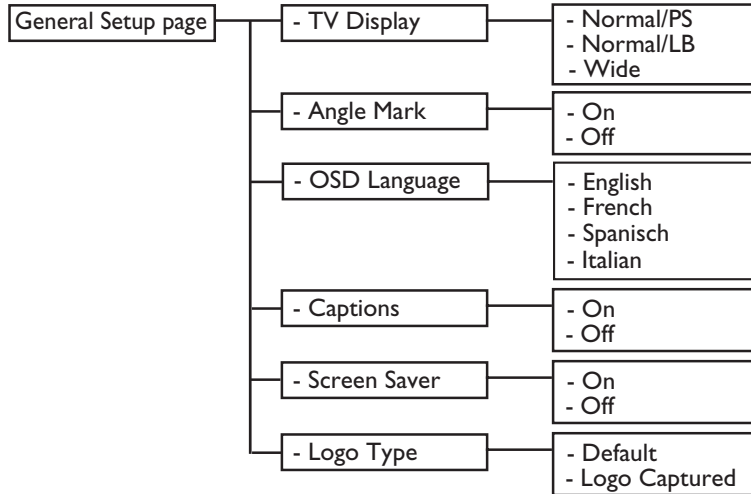 General Setup page
- TV Display
- Normal/PS
- Normal/LB
- Wide
- Angle Mark
- On
- Off
- OSD Language
- English
- French
- Spanisch
- Italian
- Captions
- On
- Off
- Screen Saver
- On
- Off
- Logo Type
- Default
- Logo Captured